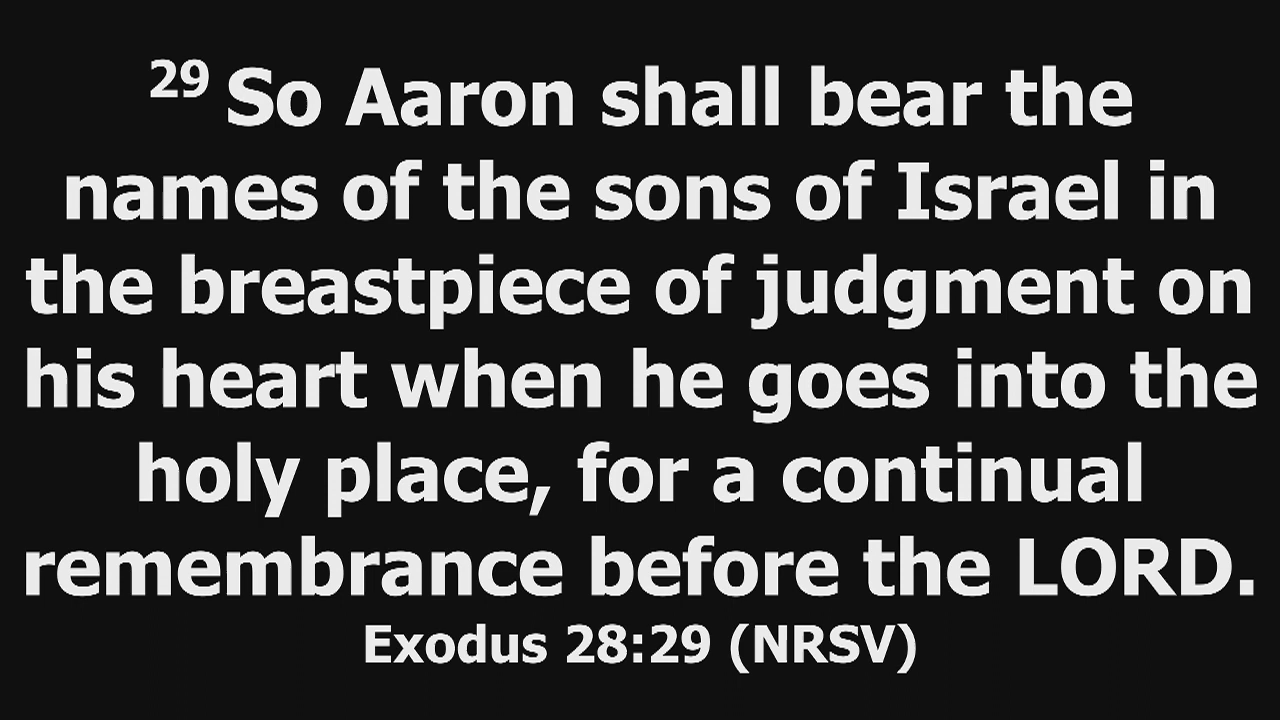 29 So Aaron shall bear the
names of the sons of Israel in
the breastpiece of judgment on
his heart when he goes into the
holy place, for a continual
remembrance before the LORD.
Exodus 28:29 (NRSV)